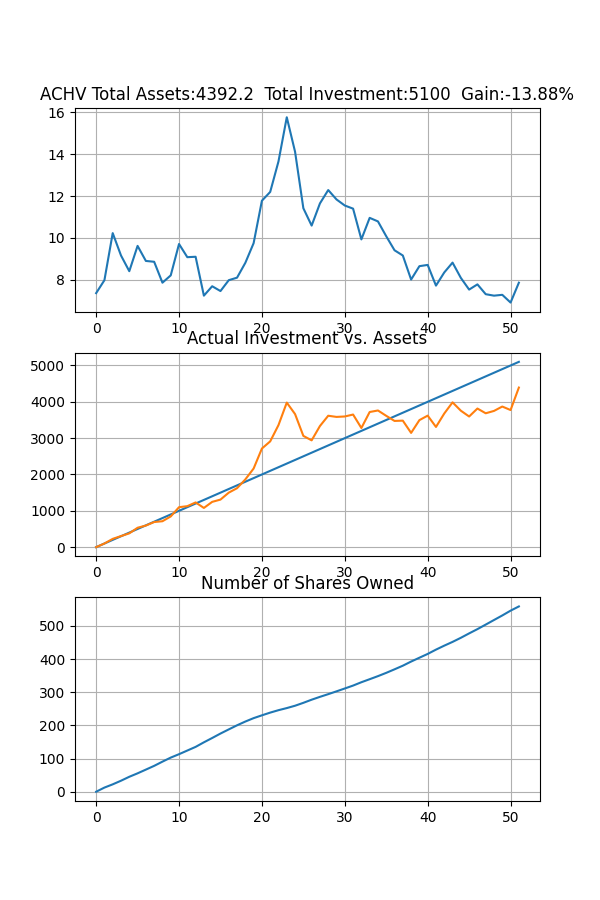 ACHV Total Assets:4392.2  Total Investment:5100  Gain:-13.88%
16
14
12
10
8
0 10 20 30 40 50
Actual Investment vs. Assets
5000
4000
3000
2000
1000
0
0 10 20 30 40 50
Number of Shares Owned
500
400
300
200
100
0
0 10 20 30 40 50